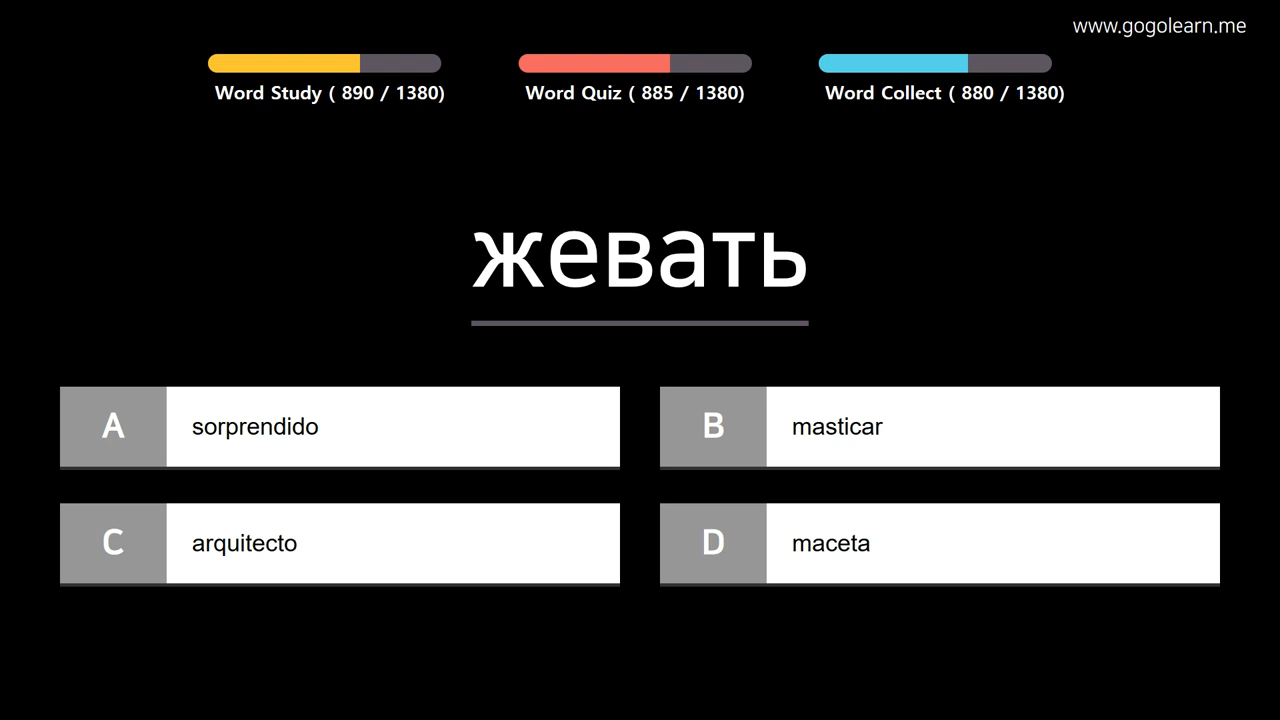 www.gogolearn.me
Word Study ( 890 / 1380)
Word Quiz ( 885 / 1380)
Word Collect ( 880 / 1380)
жевать
A sorprendido
B masticar
C arquitecto
D maceta